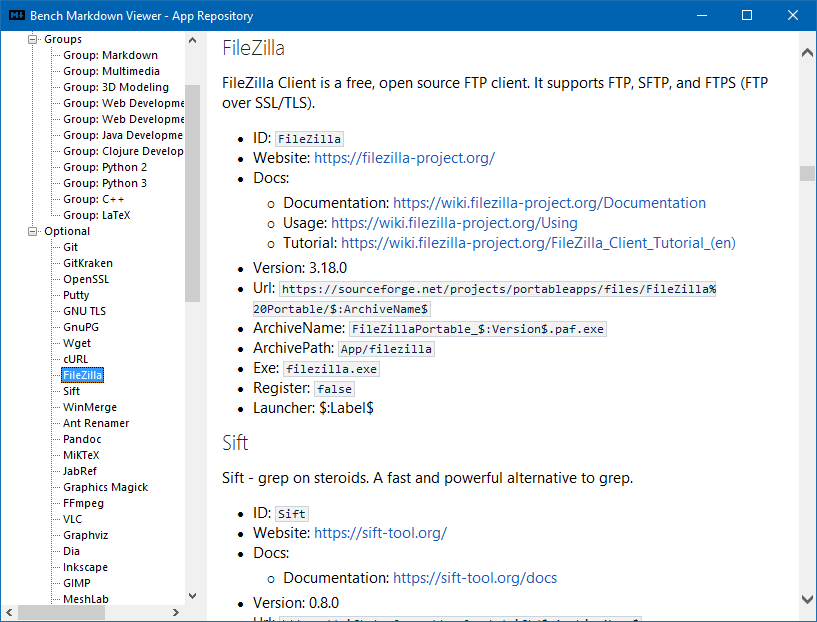 Bench Markdown Viewer - App Repository
Groups
Group: Markdown
Group: Multimedia
Group: 3D Modeling
Group: Web Developme
Group: Web Developme
Group: Java Developme
Group: Clojure Develop
Group: Python 2
Group: Python 3
Group: C++
Group: LaTeX
Optional
Git
GitKraken
OpenSSL
Putty
GNU TLS
GnuPG
Wget
cURL
FileZilla
Sift
WinMerge
Ant Renamer
Pandoc
MiKTeX
JabRef
Graphics Magick
FFmpeg
VLC
Graphviz
Dia
Inkscape
GIMP
MeshLab
FileZilla
FileZilla Client is a free, open source FTP client. It supports FTP, SFTP, and FTPS (FTP
over SSL/TLS).
ID: FileZilla
Website: https://filezilla-project.org/
Docs:
Documentation: https://wiki.filezilla-project.org/Documentation
Usage: https://wiki.filezilla-project.org/Using
Tutorial: https://wiki.filezilla-project.org/FileZilla_Client_Tutorial_(en)
Version: 3.18.0
Url: https://sourceforge.net/projects/portableapps/files/FileZilla%
20Portable/$:ArchiveName$
ArchiveName: FileZillaPortable_$:Version$.paf.exe
ArchivePath: App/filezilla
Exe: filezilla.exe
Register: false
Launcher: $:Label$
Sift
Sift - grep on steroids. A fast and powerful alternative to grep.
ID: Sift
Website: https://sift-tool.org/
Docs:
Documentation: https://sift-tool.org/docs
Version: 0.8.0